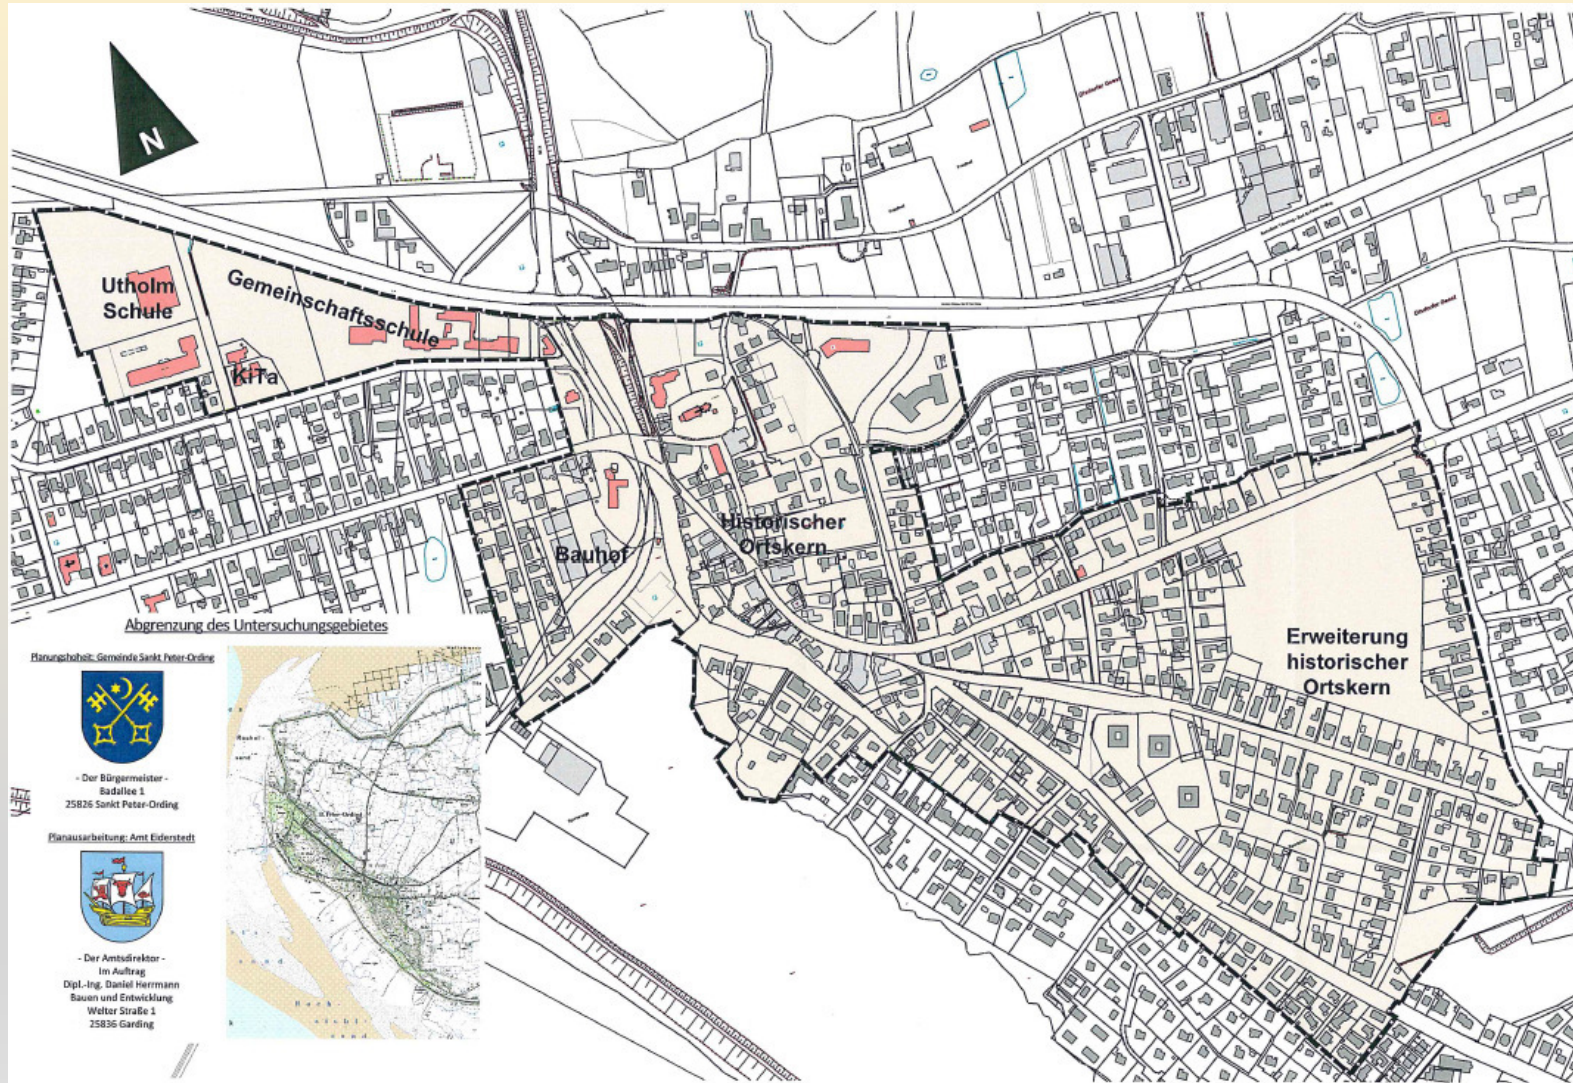 N
Utholm
Schule
Gemeinschaftsschule
KiTa
Bauhof
Historischer
Ortskern
Erweiterung
historischer
Ortskern
Abgrenzung des Untersuchungsgebietes
Planungshoheit: Gemeinde Sankt Peter-Ording
- Der Bürgermeister -
Badallee 1
25826 Sankt Peter-Ording
Planausarbeitung: Amt Eiderstedt
- Der Amtsdirektor -
Im Auftrag
Dipl.-Ing. Daniel Herrmann
Bauen und Entwicklung
Welter Straße 1
25836 Garding